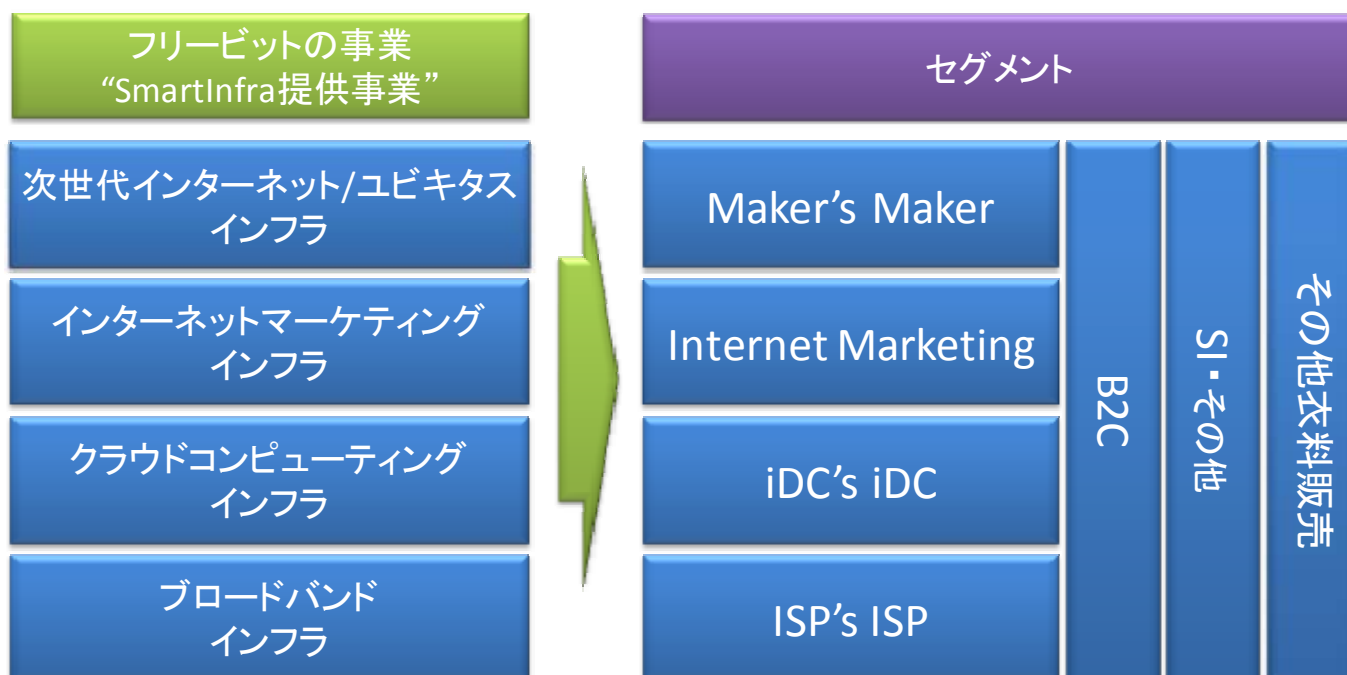 フリービットの事業
“SmartInfra提供事業”
セグメント
次世代インターネット/ユビキタス
インフラ
インターネットマーケティング
インフラ
クラウドコンピューティング
インフラ
ブロードバンド
インフラ
Maker’s Maker
Internet Marketing
iDC’s iDC
ISP’s ISP
B2C
SI・その他
その他衣料販売